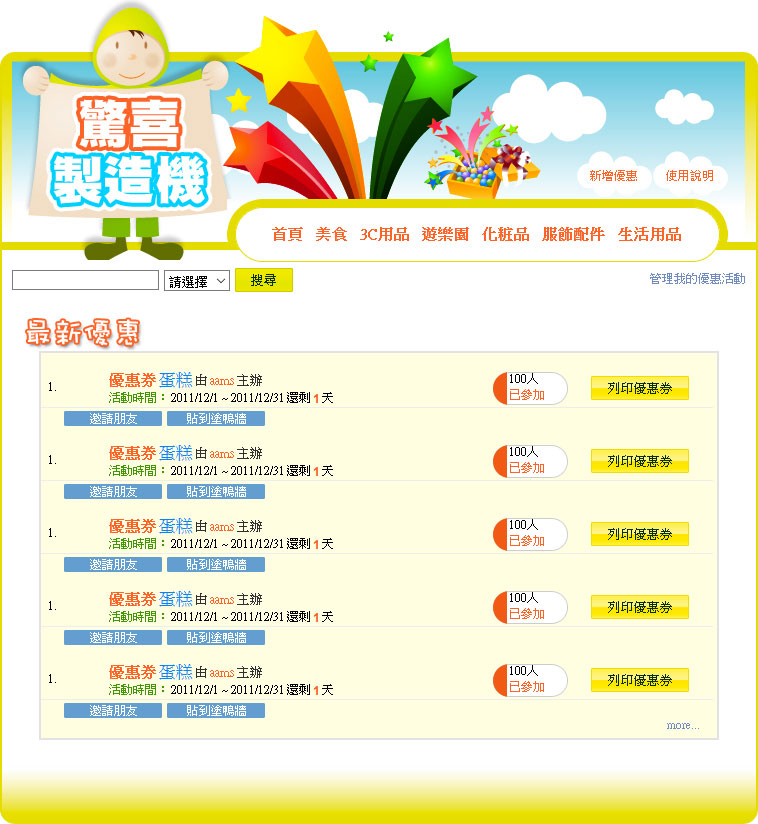 驚喜
製造機
新增優惠 使用說明
首頁 美食 3C用品 遊樂園 化粧品 服飾配件 生活用品
請選擇 搜尋 管理我的優惠活動
最新優惠
1. 優惠券 蛋糕 由 aams 主辦
活動時間： 2011/12/1 ~ 2011/12/31 還剩 1 天
100人
已參加
列印優惠券
邀請朋友 貼到塗鴨牆
1. 優惠券 蛋糕 由 aams 主辦
活動時間： 2011/12/1 ~ 2011/12/31 還剩 1 天
100人
已參加
列印優惠券
邀請朋友 貼到塗鴨牆
1. 優惠券 蛋糕 由 aams 主辦
活動時間： 2011/12/1 ~ 2011/12/31 還剩 1 天
100人
已參加
列印優惠券
邀請朋友 貼到塗鴨牆
1. 優惠券 蛋糕 由 aams 主辦
活動時間： 2011/12/1 ~ 2011/12/31 還剩 1 天
100人
已參加
列印優惠券
邀請朋友 貼到塗鴨牆
1. 優惠券 蛋糕 由 aams 主辦
活動時間： 2011/12/1 ~ 2011/12/31 還剩 1 天
100人
已參加
列印優惠券
邀請朋友 貼到塗鴨牆
more...